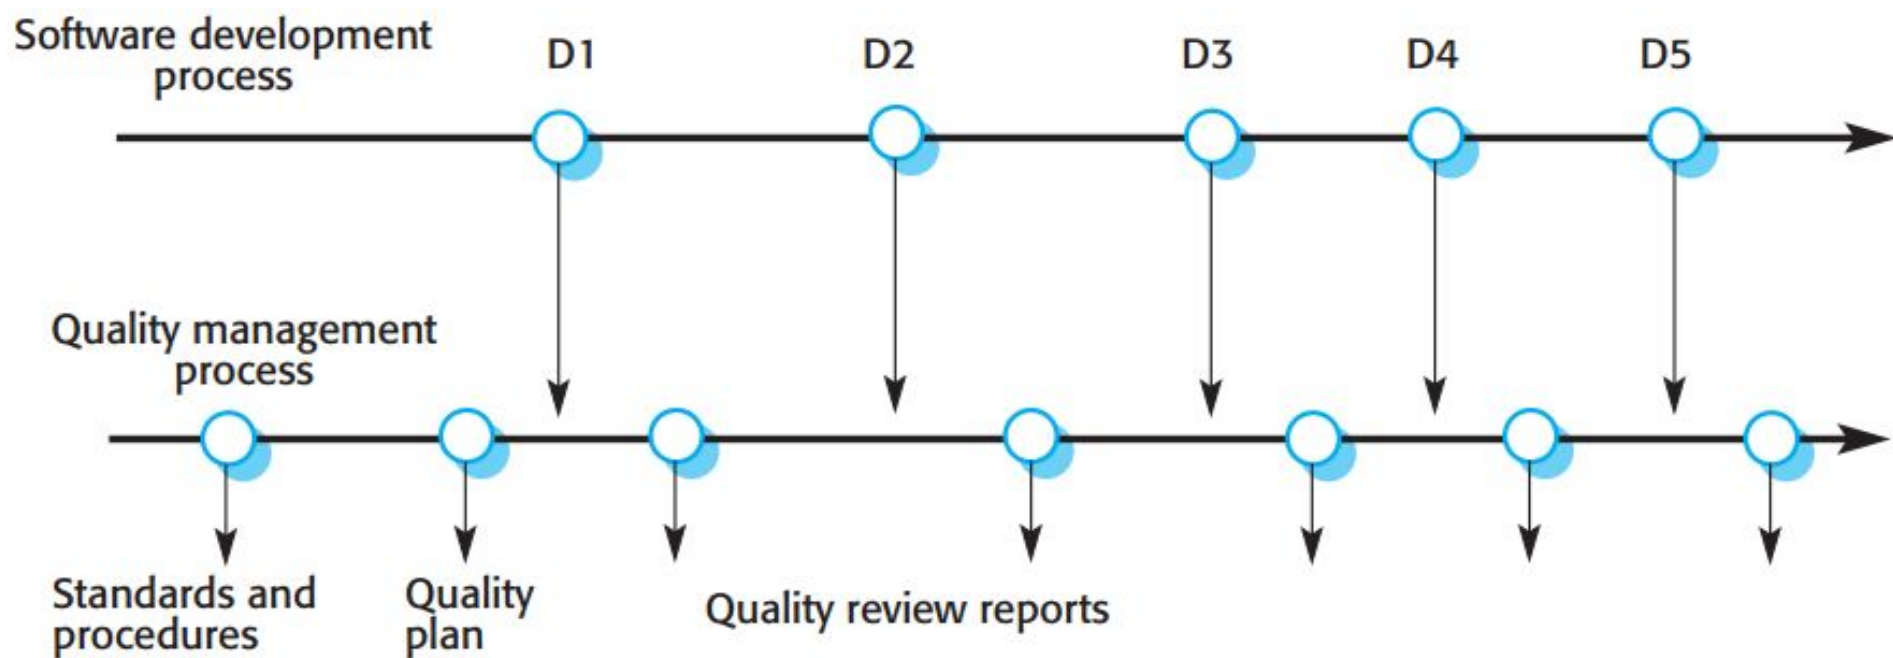 Software development
process
D1
D2
D3
D4
D5
Quality management
process
Standards and
procedures
Quality
plan
Quality review reports